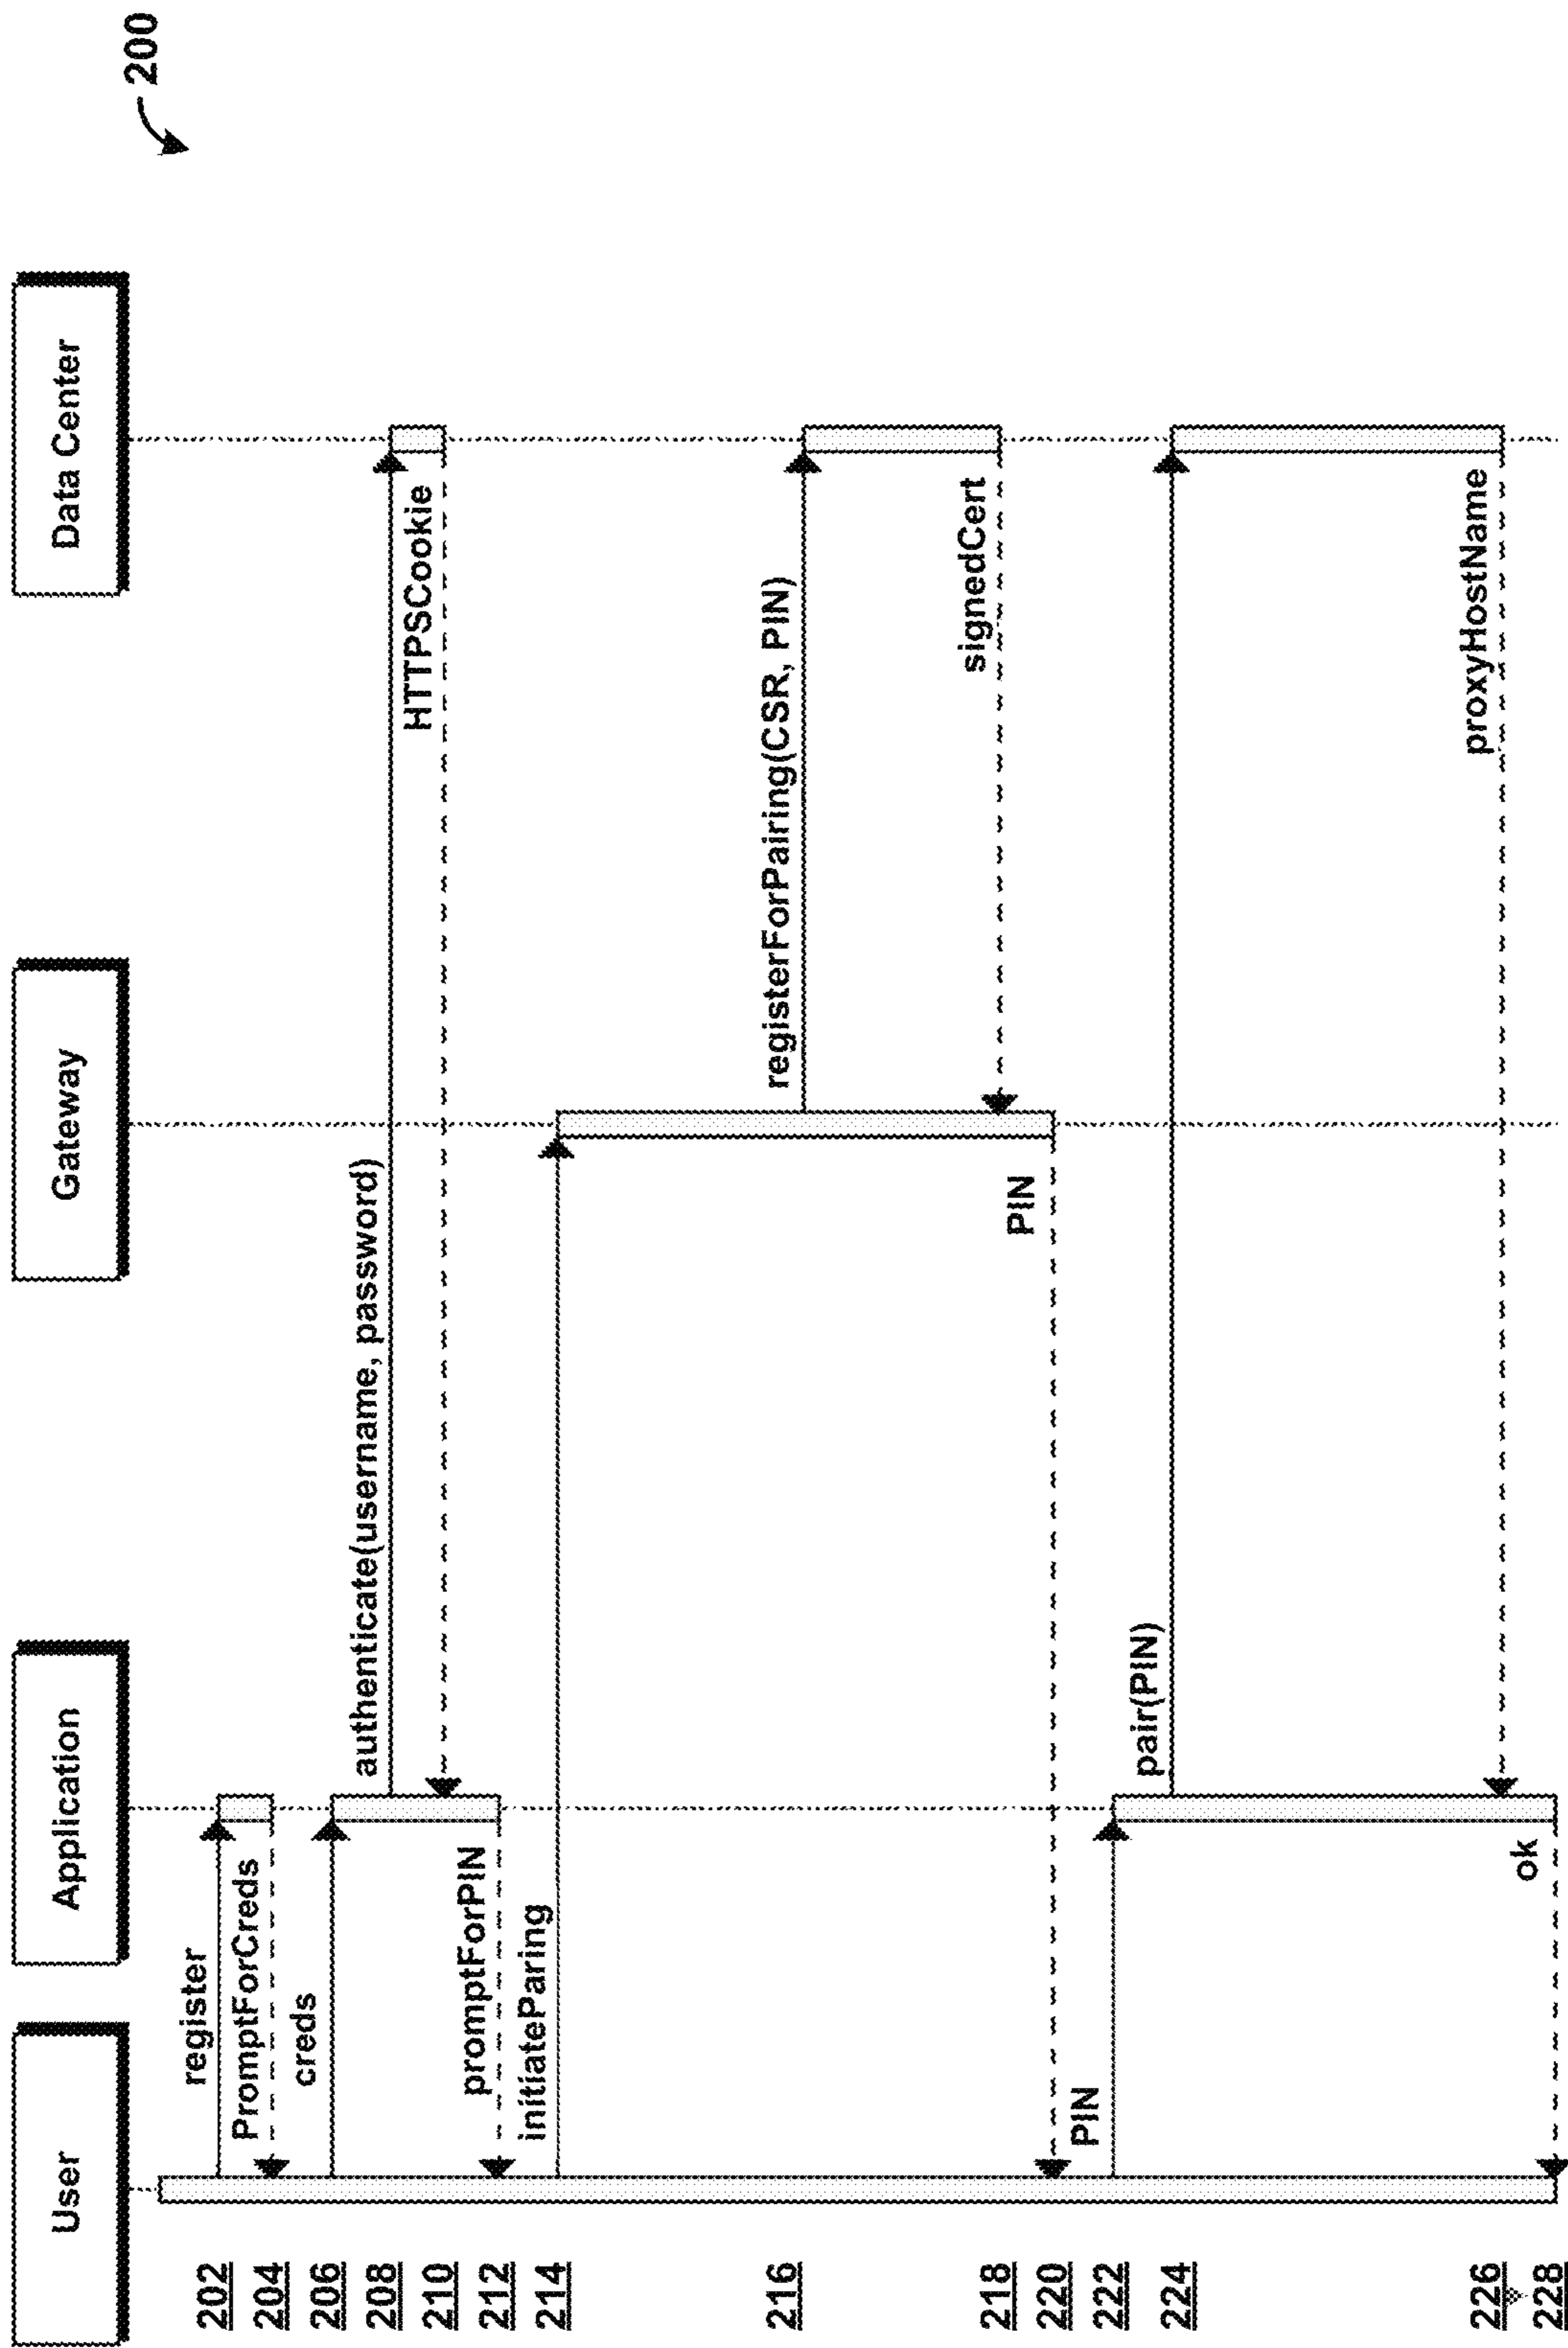 200
User
Application
Gateway
Data Center
202
register
204
PromptForCreds
206
creds
208
authenticate(username, password)
210
HTTPSCookie
212
promptForPIN
214
initiateParing
216
registerForPairing(CSR, PIN)
218
signedCert
220
PIN
222
PIN
224
pair(PIN)
226
proxyHostName
228
ok